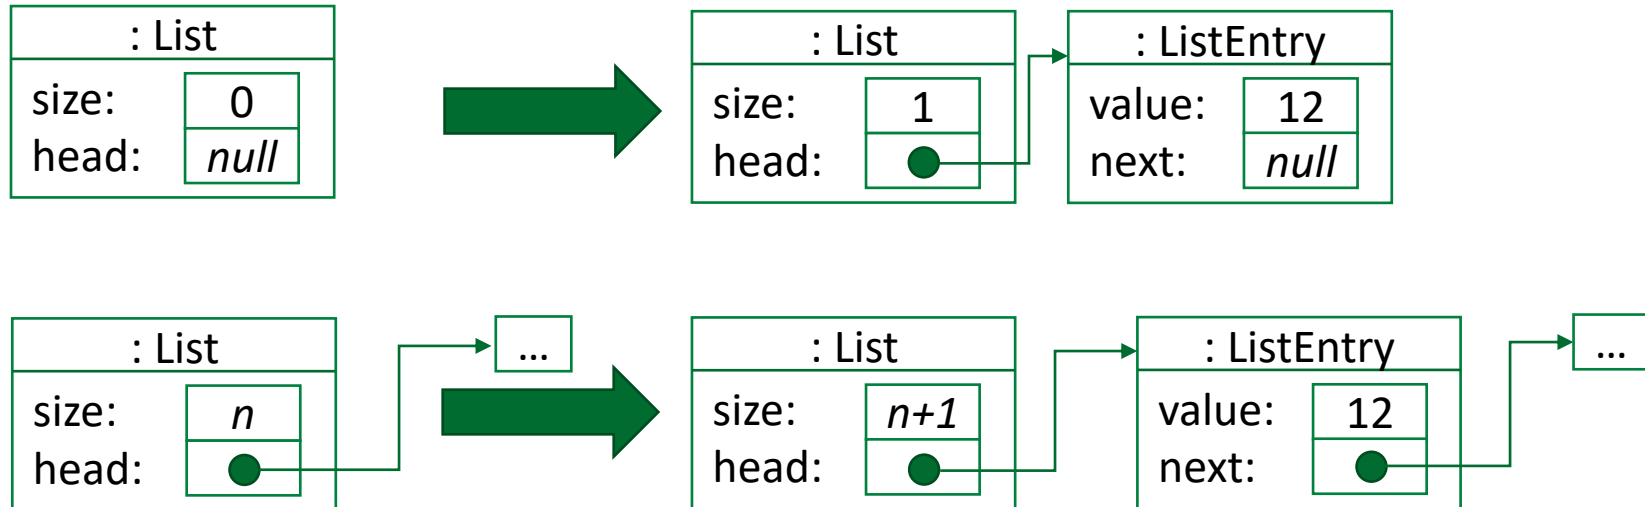 : List
size: 0
head: null
: List
size: 1
head:
: ListEntry
value: 12
next: null
: List
size: n
head:
...
: List
size: n+1
head:
: ListEntry
value: 12
next:
...